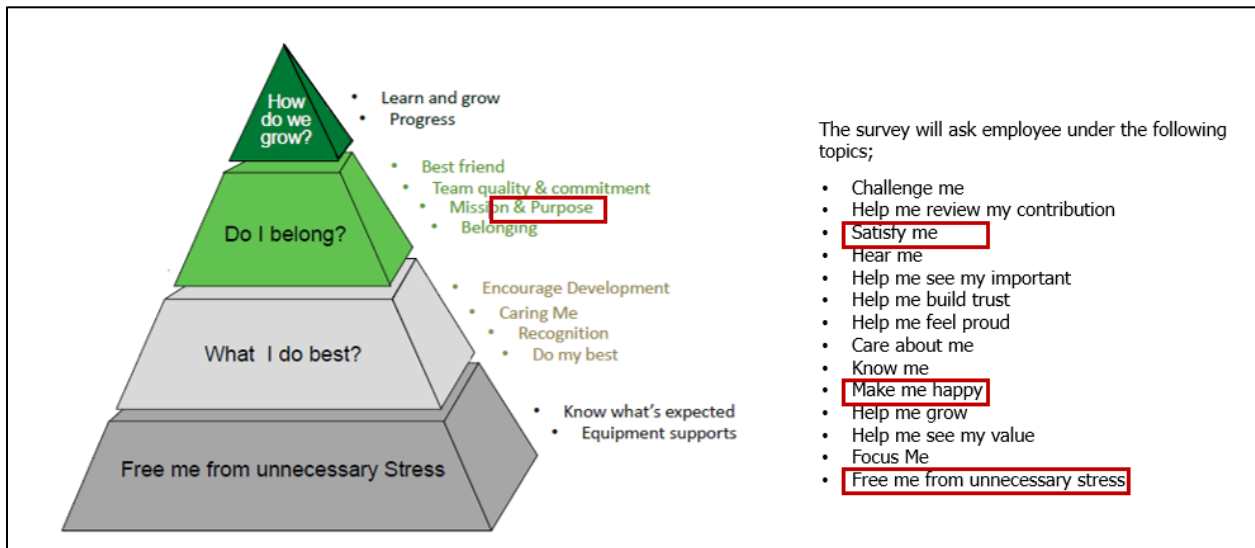 How
do we
grow?
• Learn and grow
• Progress
Do I belong?
• Best friend
• Team quality & commitment
• Mission & Purpose
• Belonging
What I do best?
• Encourage Development
• Caring Me
• Recognition
• Do my best
Free me from unnecessary Stress
• Know what's expected
• Equipment supports
The survey will ask employee under the following
topics;
• Challenge me
• Help me review my contribution
• Satisfy me
• Hear me
• Help me see my important
• Help me build trust
• Help me feel proud
• Care about me
• Know me
• Make me happy
• Help me grow
• Help me see my value
• Focus Me
• Free me from unnecessary stress